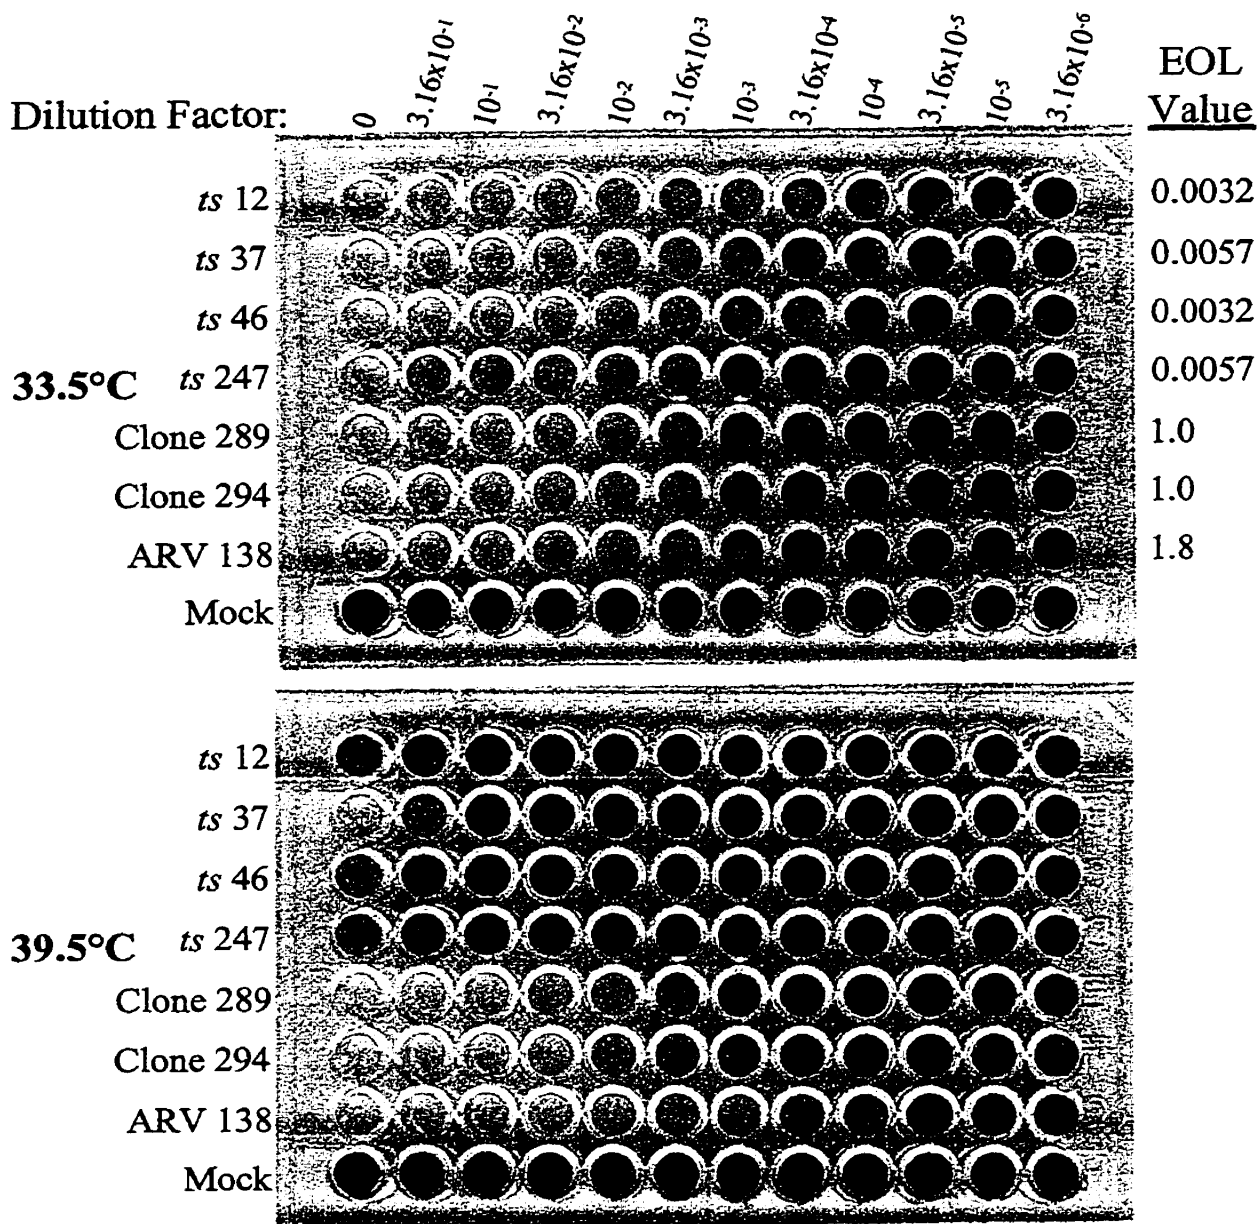 Dilution Factor: 0 3.16x10-1 10-1 3.16x10-2 10-2 3.16x10-3 10-3 3.16x10-4 10-4 3.16x10-5 10-5 3.16x10-6 EOL Value
ts 12 0.0032
ts 37 0.0057
ts 46 0.0032
33.5°C ts 247 0.0057
Clone 289 1.0
Clone 294 1.0
ARV 138 1.8
Mock
ts 12
ts 37
ts 46
39.5°C ts 247
Clone 289
Clone 294
ARV 138
Mock